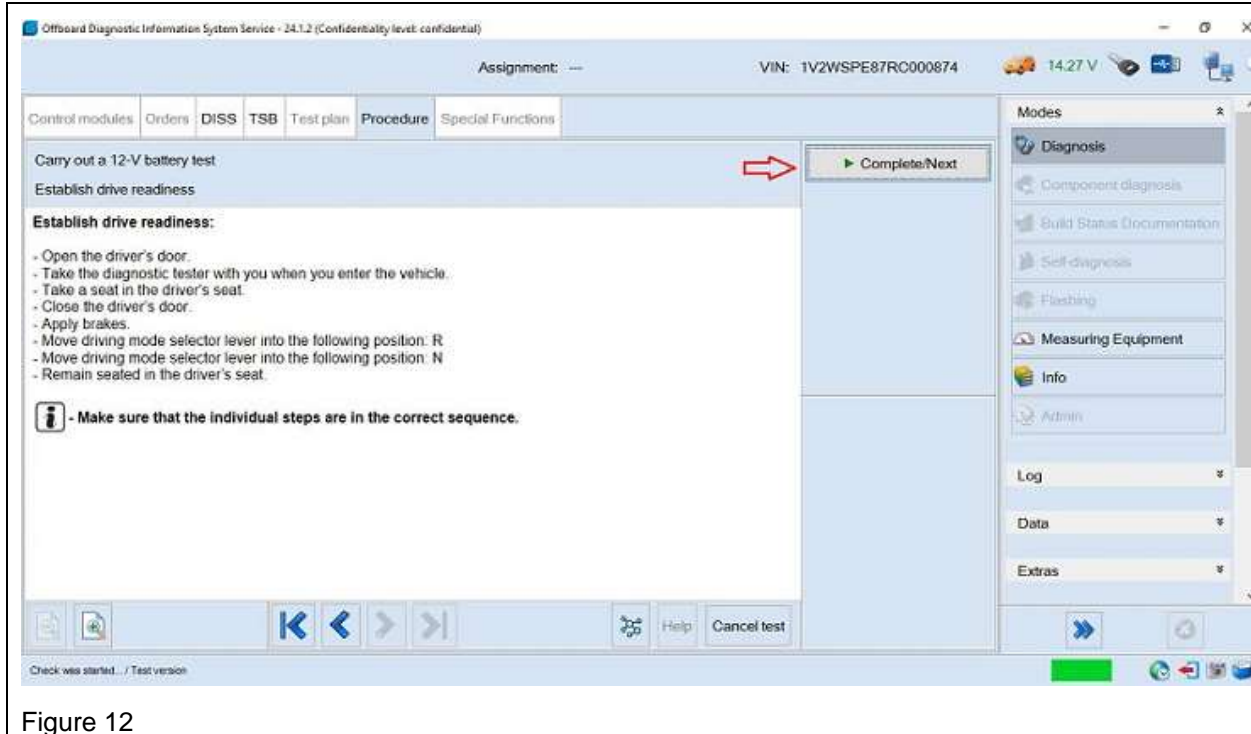 Offboard Diagnostic Information System Service - 24.1.2 (Confidentiality level: confidential)
Assignment: ---
VIN: 1V2WSPE87RC000874
14.27 V
Control modules
Orders
DISS
TSB
Test plan
Procedure
Special Functions
Carry out a 12-V battery test
Establish drive readiness
Complete/Next
Establish drive readiness:
- Open the driver's door.
- Take the diagnostic tester with you when you enter the vehicle.
- Take a seat in the driver's seat.
- Close the driver's door.
- Apply brakes.
- Move driving mode selector lever into the following position: R
- Move driving mode selector lever into the following position: N
- Remain seated in the driver's seat.
- Make sure that the individual steps are in the correct sequence.
Modes
Diagnosis
Component diagnosis
Build Status Documentation
Self-diagnosis
Flashing
Measuring Equipment
Info
Admin
Log
Data
Extras
Help
Cancel test
Check was started... / Test version
Figure 12